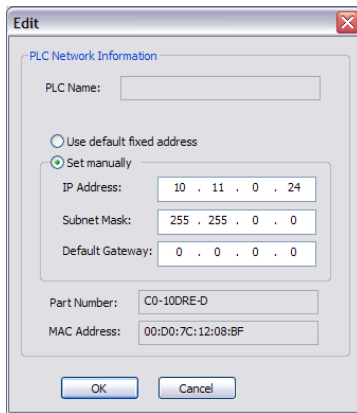 Edit
PLC Network Information
PLC Name:
Use default fixed address
Set manually
IP Address: 10 . 11 . 0 . 24
Subnet Mask: 255 . 255 . 0 . 0
Default Gateway: 0 . 0 . 0 . 0
Part Number: C0-10DRE-D
MAC Address: 00:D0:7C:12:08:BF
OK Cancel